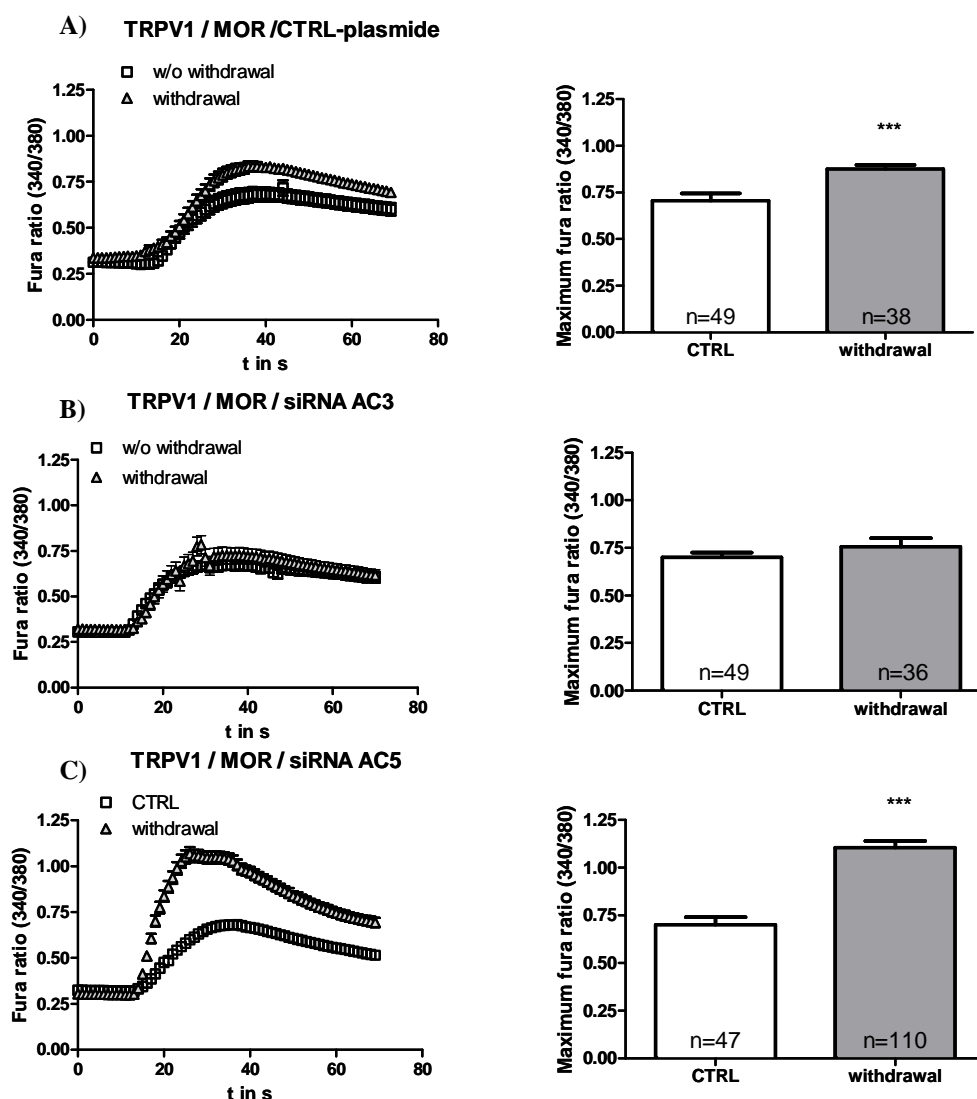 A) TRPV1 / MOR /CTRL-plasmide
w/o withdrawal
withdrawal
Fura ratio (340/380)
1.25
1.00
0.75
0.50
0.25
0.00
0 20 40 60 80
t in s
Maximum fura ratio (340/380)
1.25
1.00
0.75
0.50
0.25
0.00
***
n=49 n=38
CTRL withdrawal
B) TRPV1 / MOR / siRNA AC3
w/o withdrawal
withdrawal
Fura ratio (340/380)
1.25
1.00
0.75
0.50
0.25
0.00
0 20 40 60 80
t in s
Maximum fura ratio (340/380)
1.25
1.00
0.75
0.50
0.25
0.00
n=49 n=36
CTRL withdrawal
C) TRPV1 / MOR / siRNA AC5
CTRL
withdrawal
Fura ratio (340/380)
1.25
1.00
0.75
0.50
0.25
0.00
0 20 40 60 80
t in s
Maximum fura ratio (340/380)
1.25
1.00
0.75
0.50
0.25
0.00
***
n=47 n=110
CTRL withdrawal